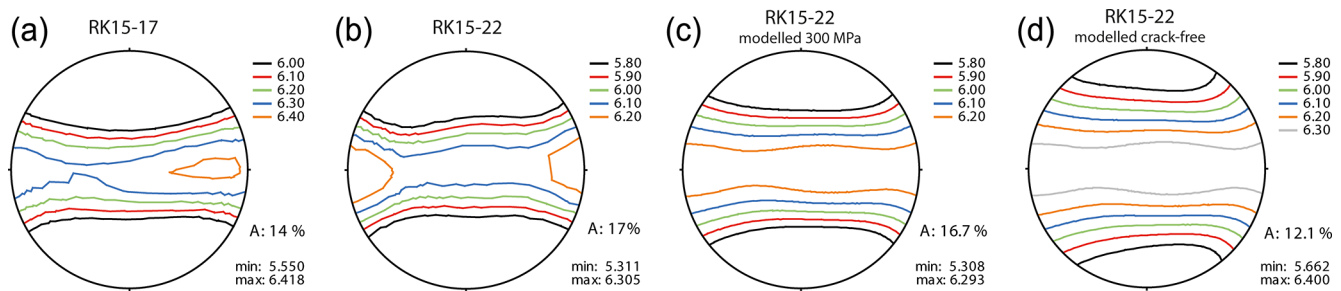 (a) RK15-17
6.00
6.10
6.20
6.30
6.40
A: 14 %
min: 5.550
max: 6.418
(b) RK15-22
5.80
5.90
6.00
6.10
6.20
A: 17%
min: 5.311
max: 6.305
(c) RK15-22
modelled 300 MPa
5.80
5.90
6.00
6.10
6.20
A: 16.7 %
min: 5.308
max: 6.293
(d) RK15-22
modelled crack-free
5.80
5.90
6.00
6.10
6.20
6.30
A: 12.1 %
min: 5.662
max: 6.400